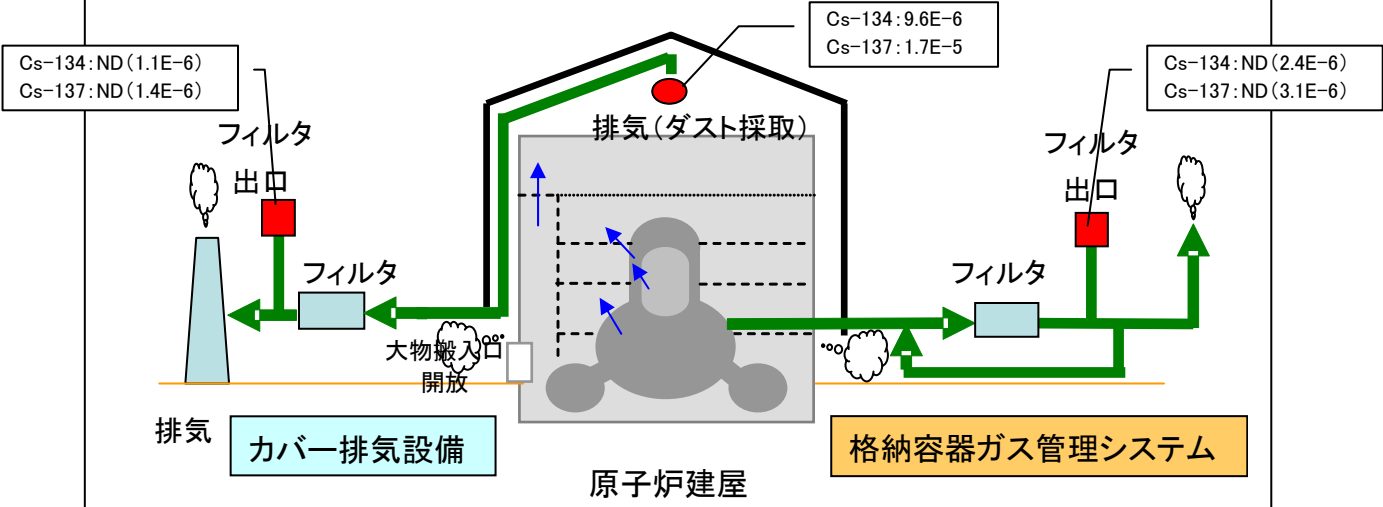 Cs-134:9.6E-6
Cs-137:1.7E-5
Cs-134:ND(1.1E-6)
Cs-137:ND(1.4E-6)
Cs-134:ND(2.4E-6)
Cs-137:ND(3.1E-6)
フィルタ
出口
排気(ダスト採取)
フィルタ
出口
フィルタ
フィルタ
大物搬入口
開放
排気
カバー排気設備
格納容器ガス管理システム
原子炉建屋